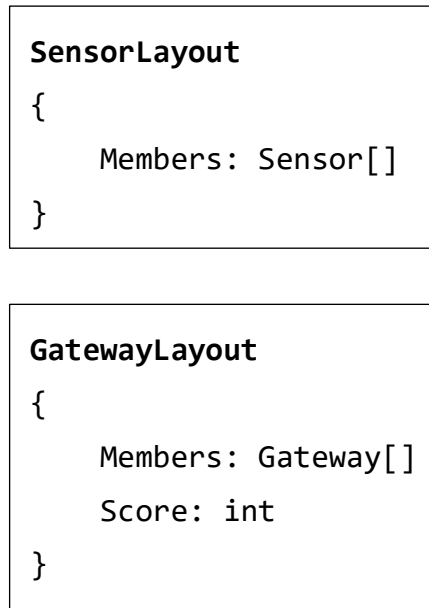 SensorLayout
{
Members: Sensor[]
}
GatewayLayout
{
Members: Gateway[]
Score: int
}